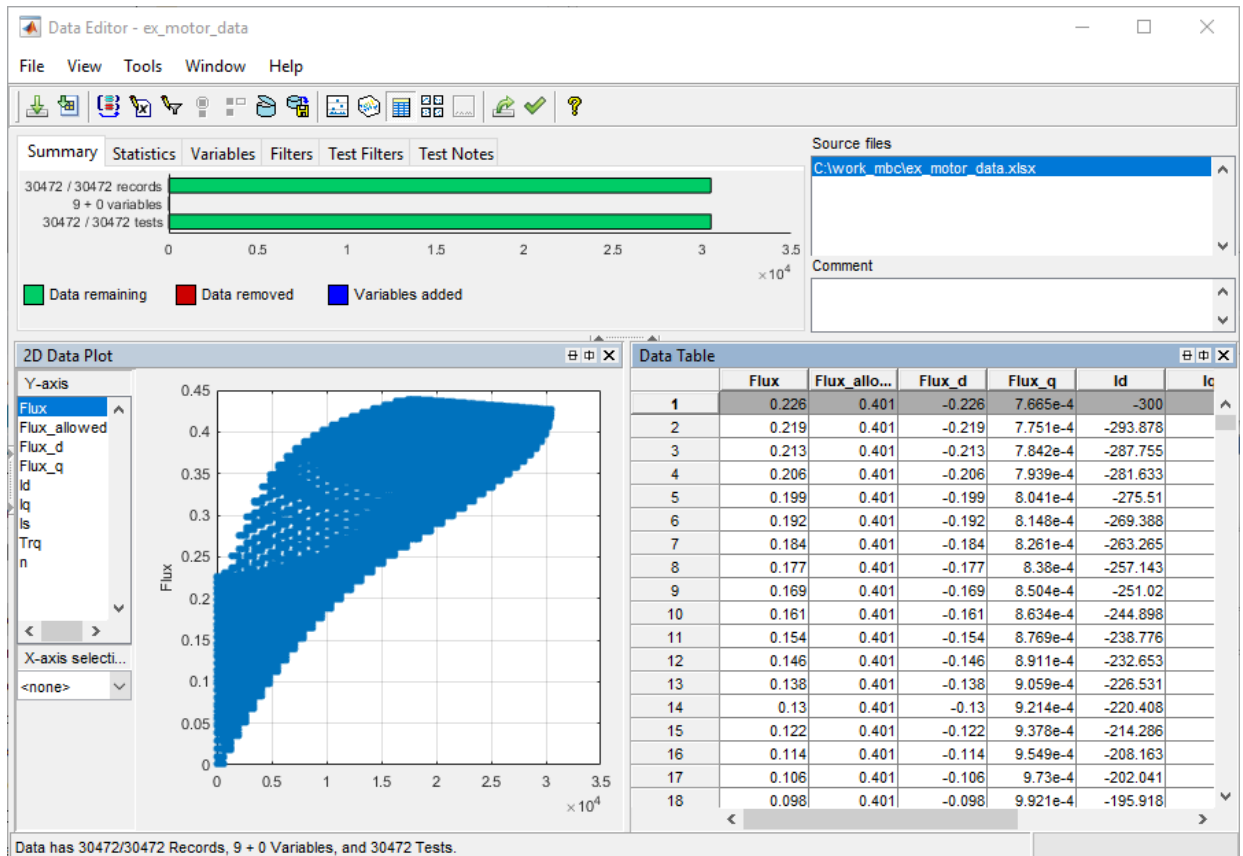 Data Editor - ex_motor_data
File View Tools Window Help
Summary Statistics Variables Filters Test Filters Test Notes
30472 / 30472 records
9 + 0 variables
30472 / 30472 tests
0 0.5 1 1.5 2 2.5 3 3.5
×10^4
Data remaining Data removed Variables added
Source files
C:\work_mbc\ex_motor_data.xlsx
Comment
2D Data Plot
Y-axis
Flux
Flux_allowed
Flux_d
Flux_q
Id
Iq
Is
Trq
n
X-axis selecti...
<none>
Flux
0.45
0.4
0.35
0.3
0.25
0.2
0.15
0.1
0.05
0
0 0.5 1 1.5 2 2.5 3 3.5
×10^4
Data Table
Flux Flux_allo... Flux_d Flux_q Id Iq
1 0.226 0.401 -0.226 7.665e-4 -300
2 0.219 0.401 -0.219 7.751e-4 -293.878
3 0.213 0.401 -0.213 7.842e-4 -287.755
4 0.206 0.401 -0.206 7.939e-4 -281.633
5 0.199 0.401 -0.199 8.041e-4 -275.51
6 0.192 0.401 -0.192 8.148e-4 -269.388
7 0.184 0.401 -0.184 8.261e-4 -263.265
8 0.177 0.401 -0.177 8.38e-4 -257.143
9 0.169 0.401 -0.169 8.504e-4 -251.02
10 0.161 0.401 -0.161 8.634e-4 -244.898
11 0.154 0.401 -0.154 8.769e-4 -238.776
12 0.146 0.401 -0.146 8.911e-4 -232.653
13 0.138 0.401 -0.138 9.059e-4 -226.531
14 0.13 0.401 -0.13 9.214e-4 -220.408
15 0.122 0.401 -0.122 9.378e-4 -214.286
16 0.114 0.401 -0.114 9.549e-4 -208.163
17 0.106 0.401 -0.106 9.73e-4 -202.041
18 0.098 0.401 -0.098 9.921e-4 -195.918
Data has 30472/30472 Records, 9 + 0 Variables, and 30472 Tests.